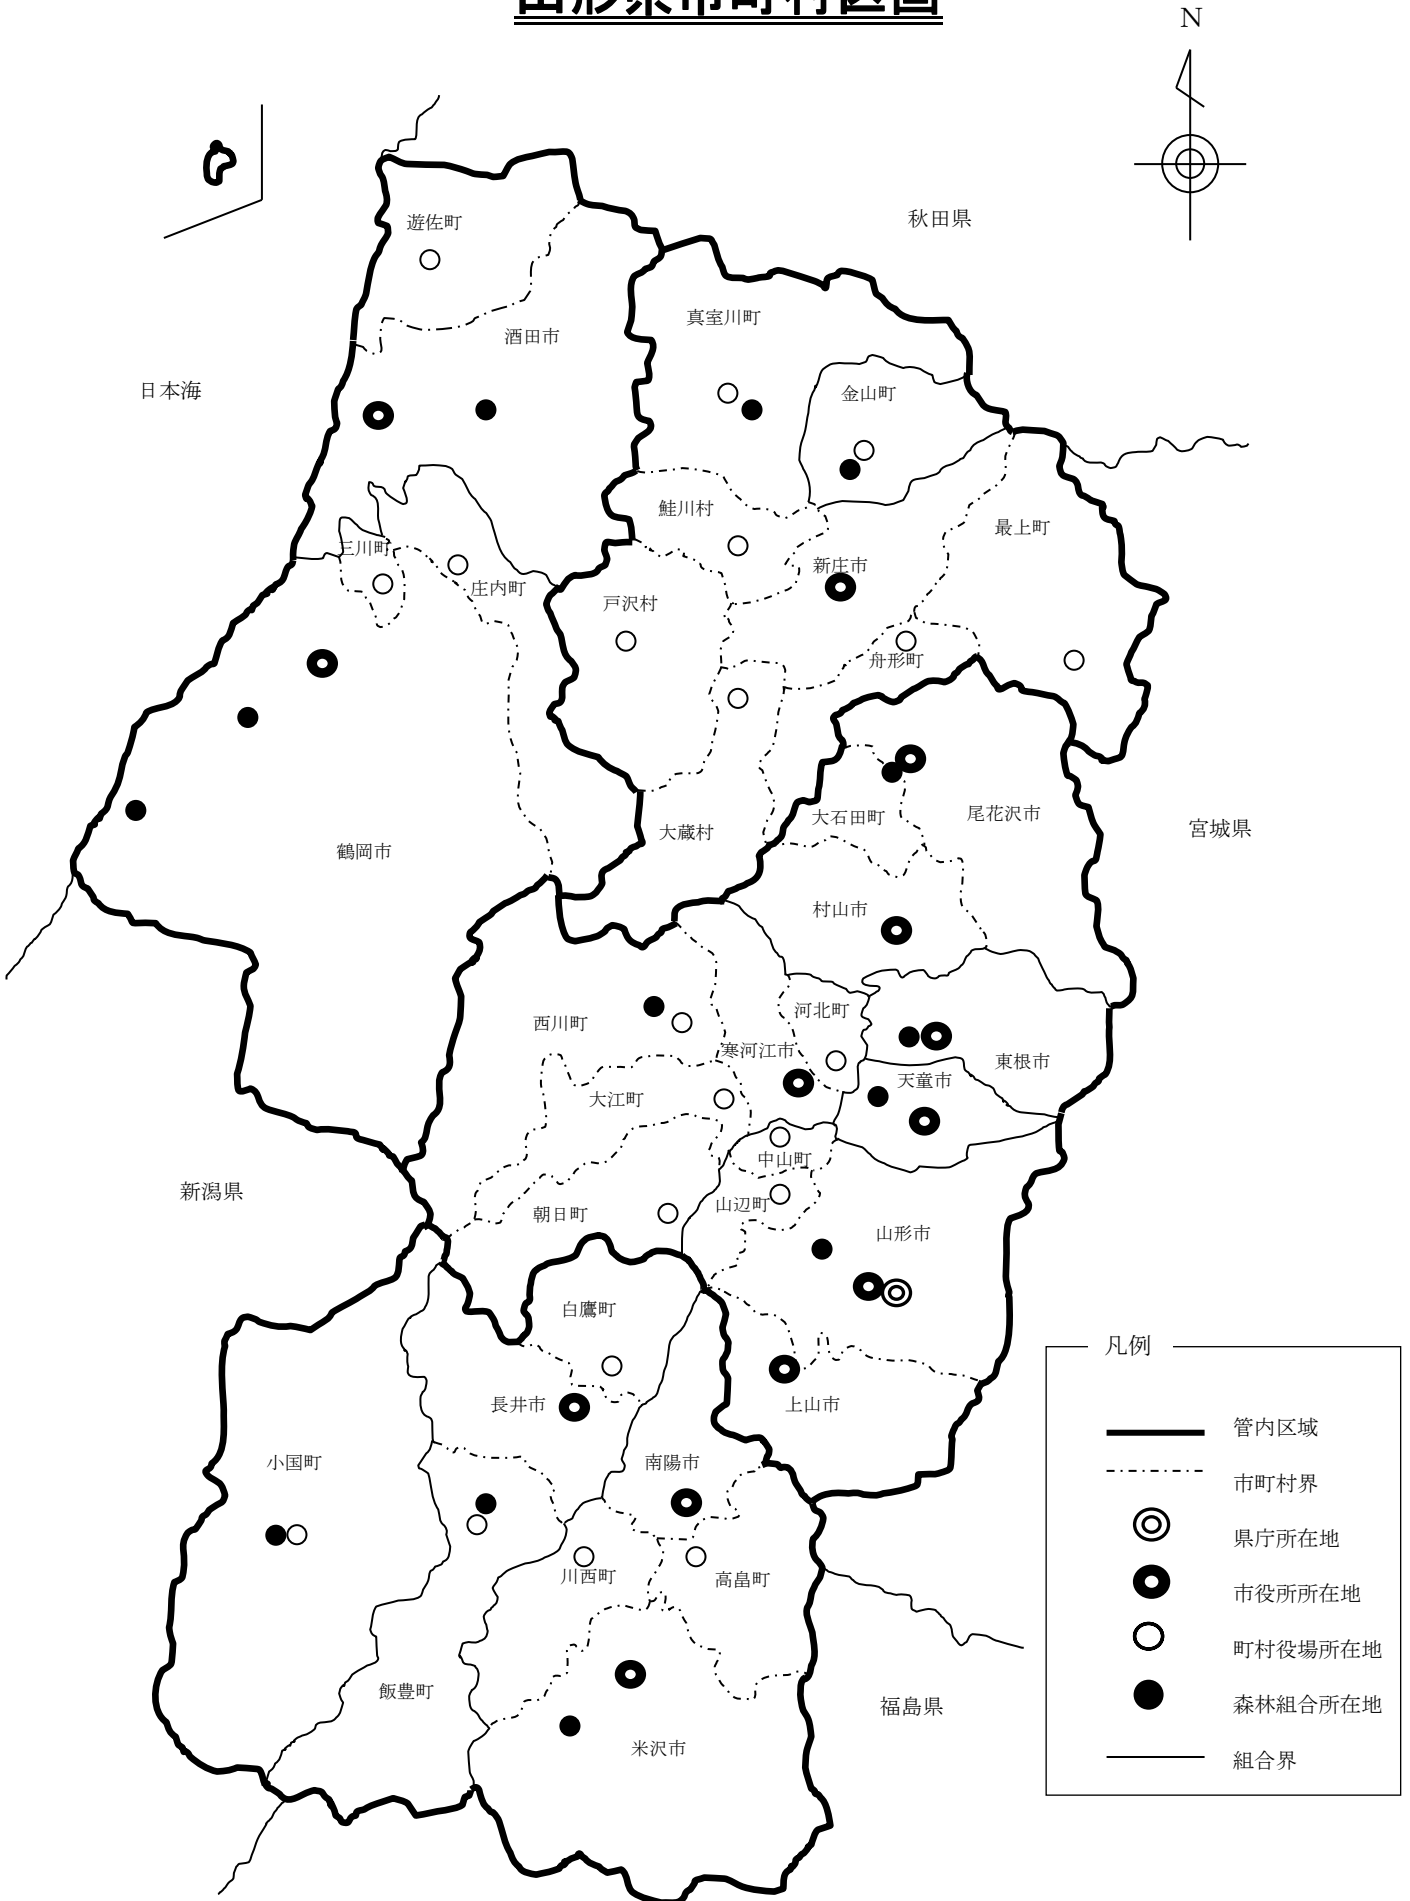 山形県市町村区図
N
秋田県
遊佐町
真室川町
酒田市
日本海
金山町
鮭川村
最上町
三川町
新庄市
庄内町
戸沢村
舟形町
大石田町
尾花沢市
宮城県
大蔵村
鶴岡市
村山市
河北町
西川町
寒河江市
東根市
天童市
大江町
中山町
新潟県
山辺町
朝日町
山形市
白鷹町
凡例
長井市
上山市
管内区域
小国町
南陽市
市町村界
県庁所在地
川西町
高畠町
市役所所在地
町村役場所在地
飯豊町
福島県
森林組合所在地
米沢市
組合界